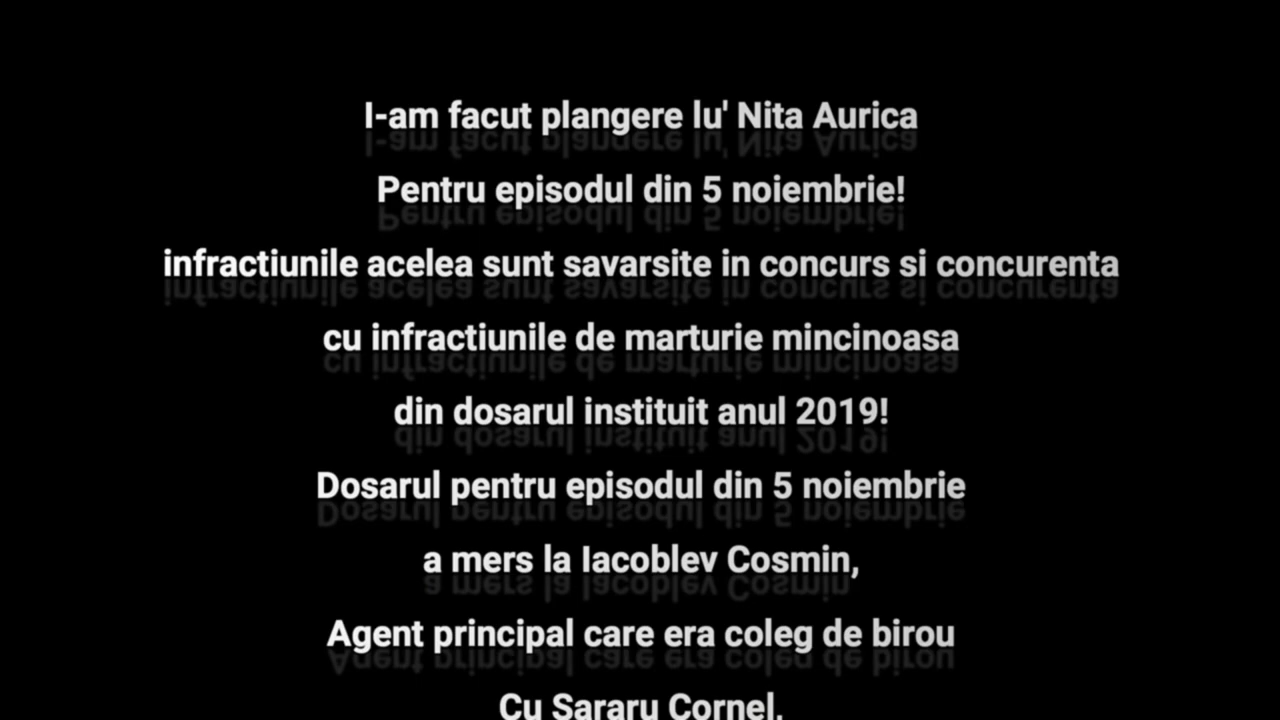 I-am facut plangere lu' Nita Aurica
Pentru episodul din 5 noiembrie!
infractiunile acelea sunt savarsite in concurs si concurenta
cu infractiunile de marturie mincinoasa
din dosarul instituit anul 2019!
Dosarul pentru episodul din 5 noiembrie
a mers la Iacoblev Cosmin,
Agent principal care era coleg de birou
Cu Sararu Cornel,